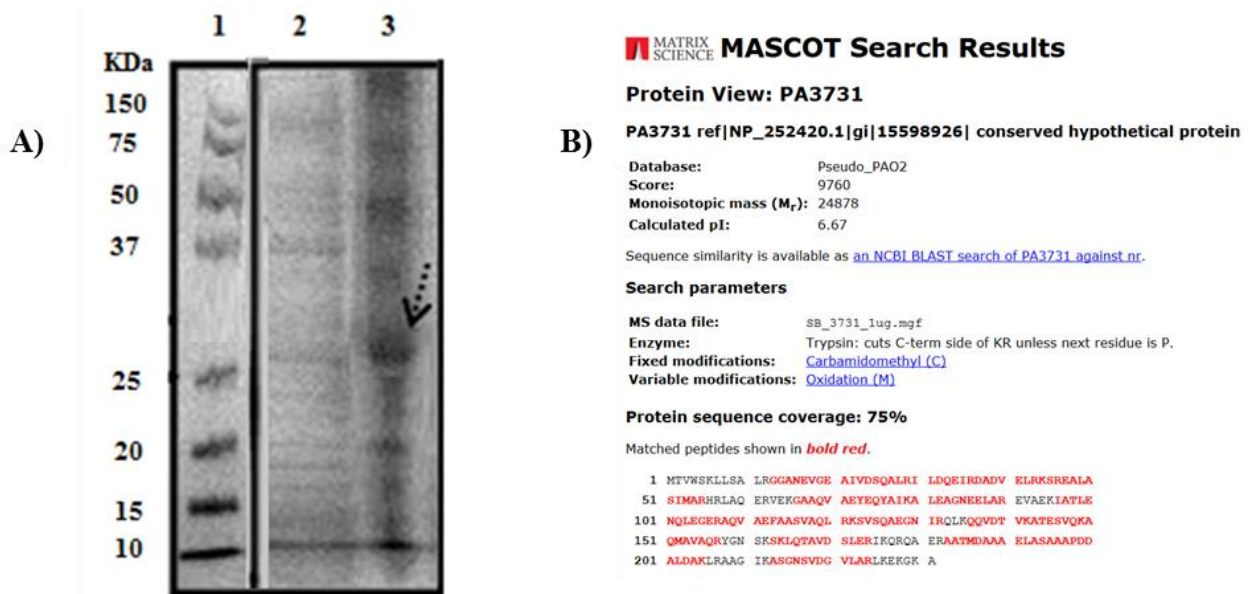 1 2 3
KDa
150
75
50
37
25
20
15
10
A)
B)
MATRIX SCIENCE MASCOT Search Results
Protein View: PA3731
PA3731 ref|NP_252420.1|gi|15598926| conserved hypothetical protein
Database: Pseudo_PAO2
Score: 9760
Monoisotopic mass (Mr): 24878
Calculated pI: 6.67
Sequence similarity is available as an NCBI BLAST search of PA3731 against nr.
Search parameters
MS data file: SB_3731_1ug.mgf
Enzyme: Trypsin: cuts C-term side of KR unless next residue is P.
Fixed modifications: Carbamidomethyl (C)
Variable modifications: Oxidation (M)
Protein sequence coverage: 75%
Matched peptides shown in bold red.
1 MTVWSKLLSA LRGGANEVGE AIVDSQALRI LDQEIRDADV ELRKSREALA
51 SIMARHRLAQ ERVEKGAAQV AEYEQYAIKA LEAGNEELAR EVAEKIATLE
101 NQLEGERAQV AEFAASVAQL RKSVSQAEGN IRQLKQQVDT VKATESVQKA
151 QMAVAQRYGN SKSKLQTAVD SLERIKQRQA ERAATMDAAA ELASAAAPDD
201 ALDAKLRAAG IKASGNSVDG VLARLKEKGK A